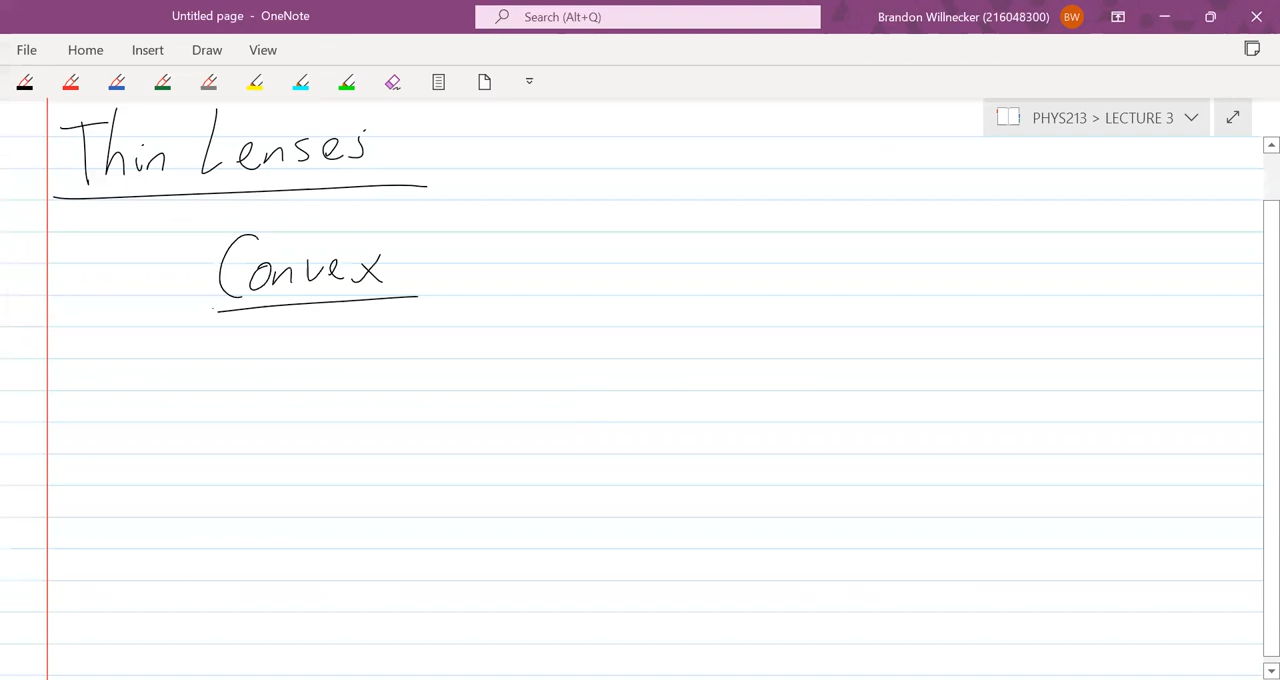 Untitled page - OneNote
Search (Alt+Q)
Brandon Willnecker (216048300)
BW
File Home Insert Draw View
PHYS213 > LECTURE 3
Thin Lenses
Convex